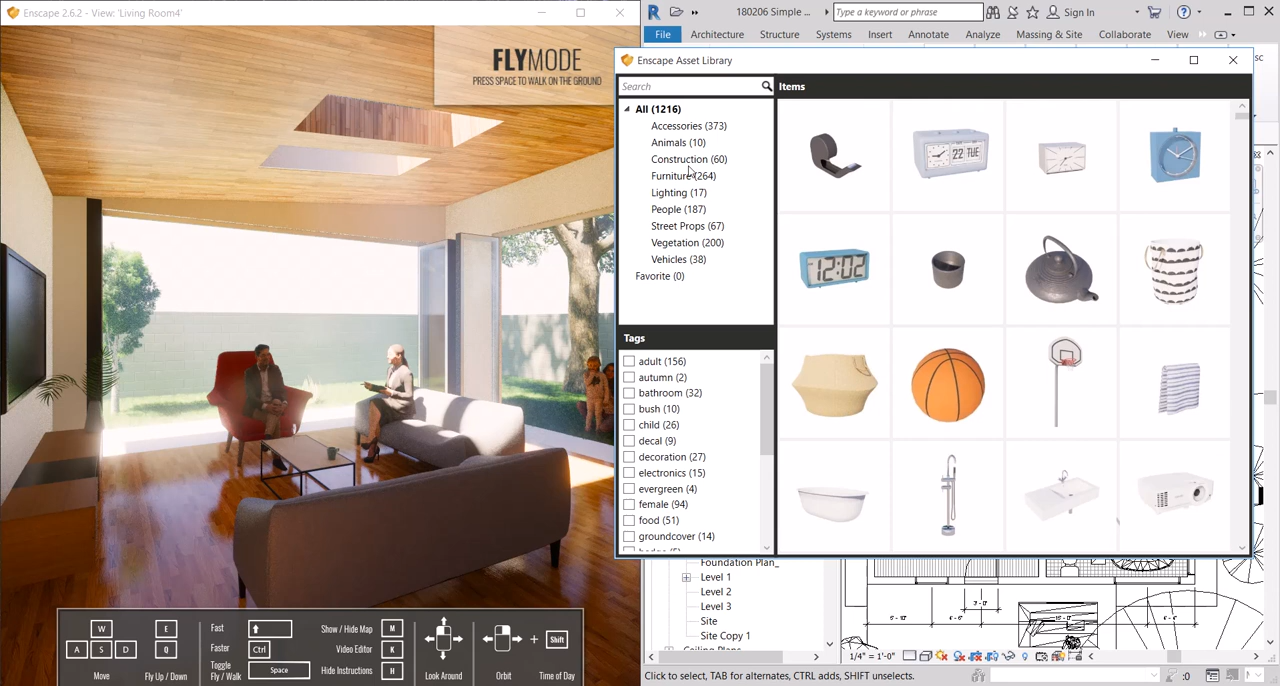 Enscape 2.6.2 - View: 'Living Room4'
FLYMODE
PRESS SPACE TO WALK ON THE GROUND
W
E
A
S
D
Q
Move
Fly Up / Down
Fast
Faster
Ctrl
Toggle
Fly / Walk
Space
Show / Hide Map
M
Video Editor
K
Hide Instructions
H
Look Around
+
Shift
Orbit
Time of Day
180206 Simple ...
Type a keyword or phrase
Sign In
File
Architecture
Structure
Systems
Insert
Annotate
Analyze
Massing & Site
Collaborate
View
Enscape Asset Library
Search
Items
All (1216)
Accessories (373)
Animals (10)
Construction (60)
Furniture (264)
Lighting (17)
People (187)
Street Props (67)
Vegetation (200)
Vehicles (38)
Favorite (0)
Tags
adult (156)
autumn (2)
bathroom (32)
bush (10)
child (26)
decal (9)
decoration (27)
electronics (15)
evergreen (4)
female (94)
food (51)
groundcover (14)
22 TUE
12:02
Foundation Plan_
Level 1
Level 2
Level 3
Site
Site Copy 1
1/4" = 1'-0"
Click to select, TAB for alternates, CTRL adds, SHIFT unselects.
:0